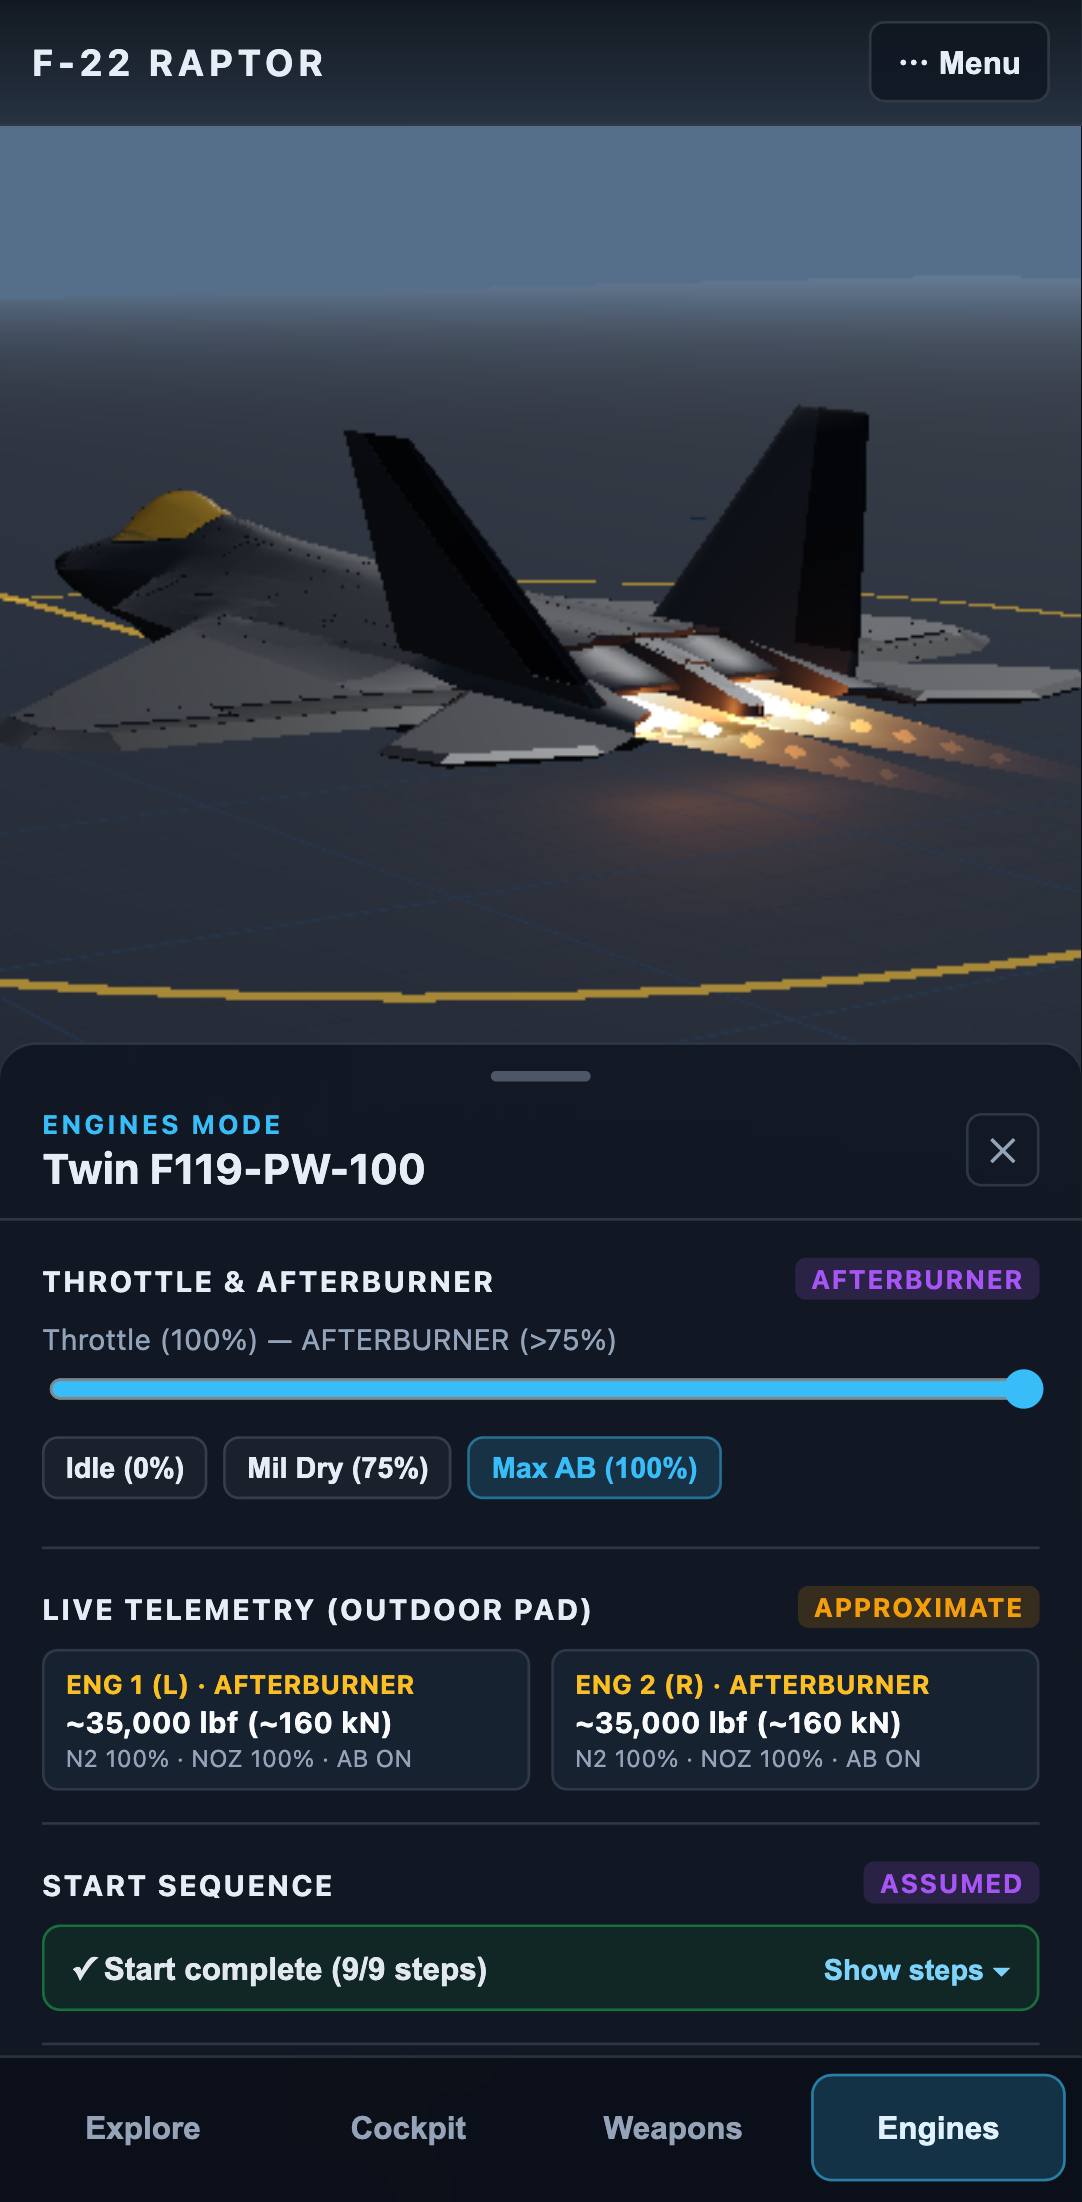 F-22 RAPTOR
··· Menu
ENGINES MODE
Twin F119-PW-100
THROTTLE & AFTERBURNER
AFTERBURNER
Throttle (100%) — AFTERBURNER (>75%)
Idle (0%)
Mil Dry (75%)
Max AB (100%)
LIVE TELEMETRY (OUTDOOR PAD)
APPROXIMATE
ENG 1 (L) · AFTERBURNER
~35,000 lbf (~160 kN)
N2 100% · NOZ 100% · AB ON
ENG 2 (R) · AFTERBURNER
~35,000 lbf (~160 kN)
N2 100% · NOZ 100% · AB ON
START SEQUENCE
ASSUMED
✓ Start complete (9/9 steps)
Show steps
Explore
Cockpit
Weapons
Engines